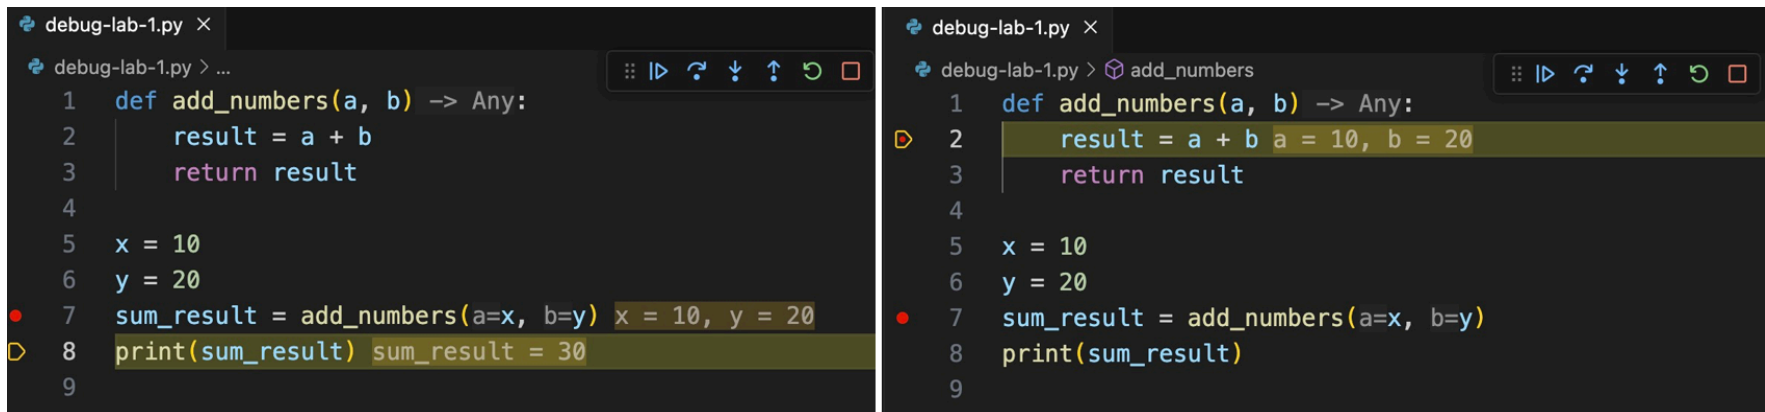 debug-lab-1.py ×
debug-lab-1.py > ...
1 def add_numbers(a, b) -> Any:
2     result = a + b
3     return result
4
5 x = 10
6 y = 20
7 sum_result = add_numbers(a=x, b=y) x = 10, y = 20
8 print(sum_result) sum_result = 30
9
debug-lab-1.py ×
debug-lab-1.py > add_numbers
1 def add_numbers(a, b) -> Any:
2     result = a + b a = 10, b = 20
3     return result
4
5 x = 10
6 y = 20
7 sum_result = add_numbers(a=x, b=y)
8 print(sum_result)
9